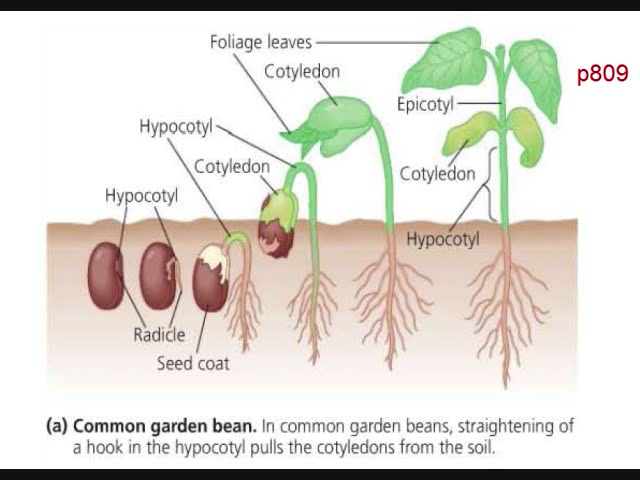 Foliage leaves
p809
Cotyledon
Epicotyl
Hypocotyl
Cotyledon
Cotyledon
Hypocotyl
Hypocotyl
Radicle
Seed coat
(a) Common garden bean. In common garden beans, straightening of
a hook in the hypocotyl pulls the cotyledons from the soil.